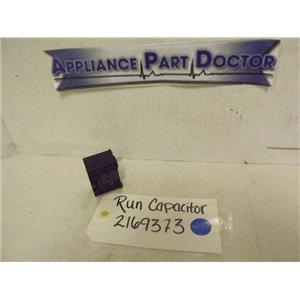 APPLIANCE PART DOCTOR
Run Capacitor
2169373